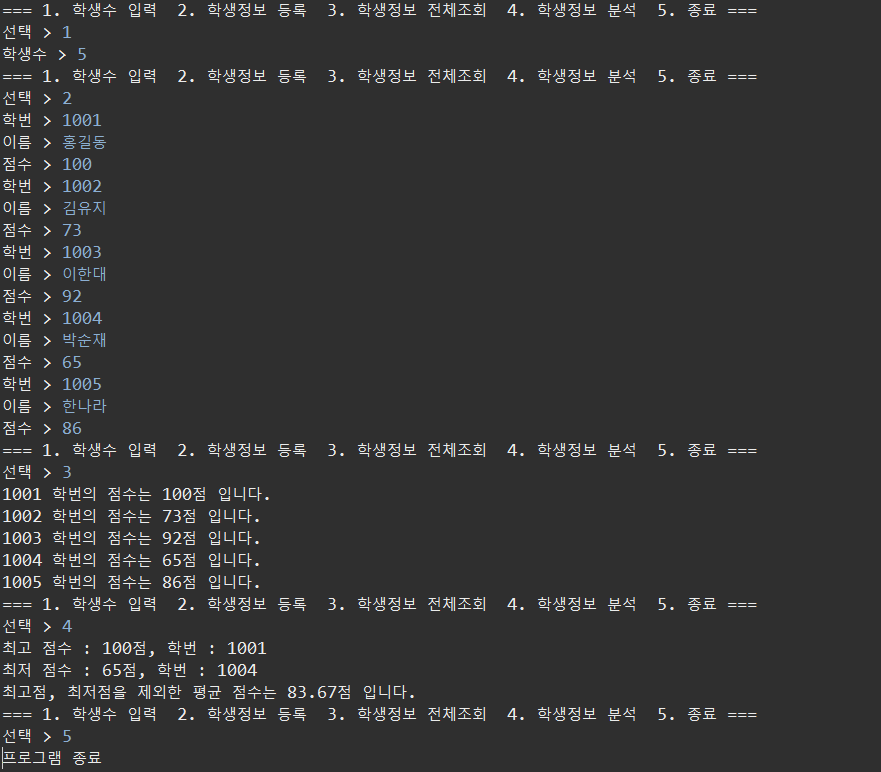 === 1. 학생수 입력  2. 학생정보 등록  3. 학생정보 전체조회  4. 학생정보 분석  5. 종료 ===
선택 > 1
학생수 > 5
=== 1. 학생수 입력  2. 학생정보 등록  3. 학생정보 전체조회  4. 학생정보 분석  5. 종료 ===
선택 > 2
학번 > 1001
이름 > 홍길동
점수 > 100
학번 > 1002
이름 > 김유지
점수 > 73
학번 > 1003
이름 > 이한대
점수 > 92
학번 > 1004
이름 > 박순재
점수 > 65
학번 > 1005
이름 > 한나라
점수 > 86
=== 1. 학생수 입력  2. 학생정보 등록  3. 학생정보 전체조회  4. 학생정보 분석  5. 종료 ===
선택 > 3
1001 학번의 점수는 100점 입니다.
1002 학번의 점수는 73점 입니다.
1003 학번의 점수는 92점 입니다.
1004 학번의 점수는 65점 입니다.
1005 학번의 점수는 86점 입니다.
=== 1. 학생수 입력  2. 학생정보 등록  3. 학생정보 전체조회  4. 학생정보 분석  5. 종료 ===
선택 > 4
최고 점수 : 100점, 학번 : 1001
최저 점수 : 65점, 학번 : 1004
최고점, 최저점을 제외한 평균 점수는 83.67점 입니다.
=== 1. 학생수 입력  2. 학생정보 등록  3. 학생정보 전체조회  4. 학생정보 분석  5. 종료 ===
선택 > 5
프로그램 종료